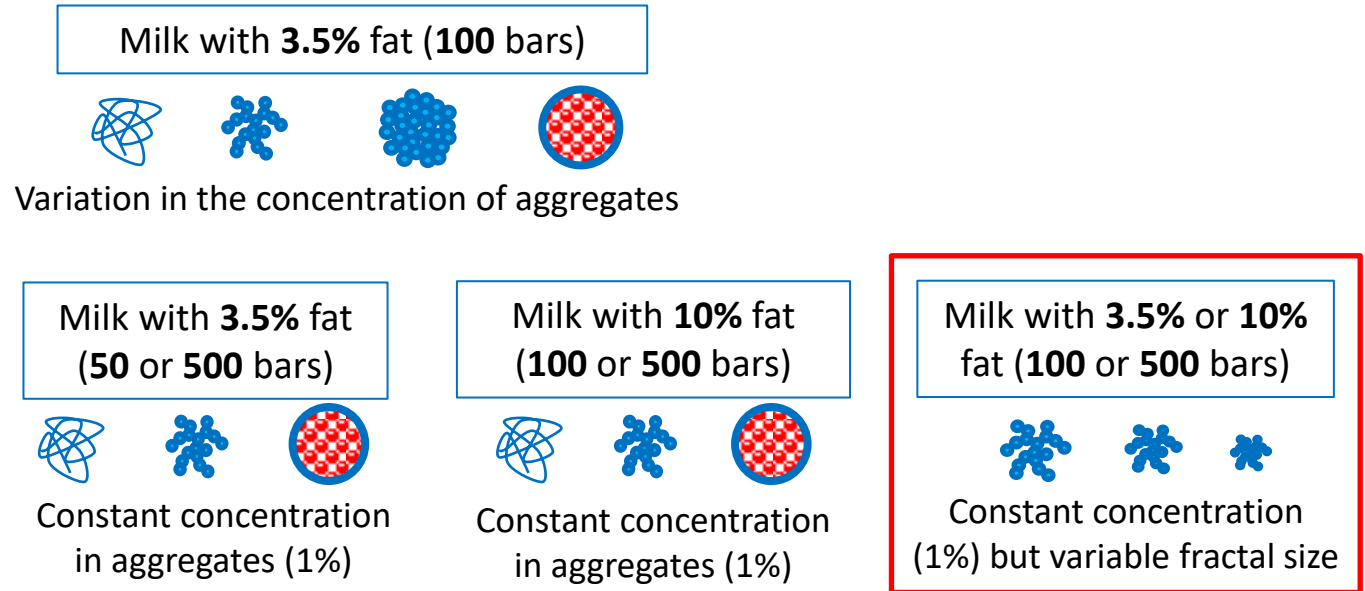 Milk with 3.5% fat (100 bars)
Variation in the concentration of aggregates
Milk with 3.5% fat
(50 or 500 bars)
Constant concentration
in aggregates (1%)
Milk with 10% fat
(100 or 500 bars)
Constant concentration
in aggregates (1%)
Milk with 3.5% or 10%
fat (100 or 500 bars)
Constant concentration
(1%) but variable fractal size